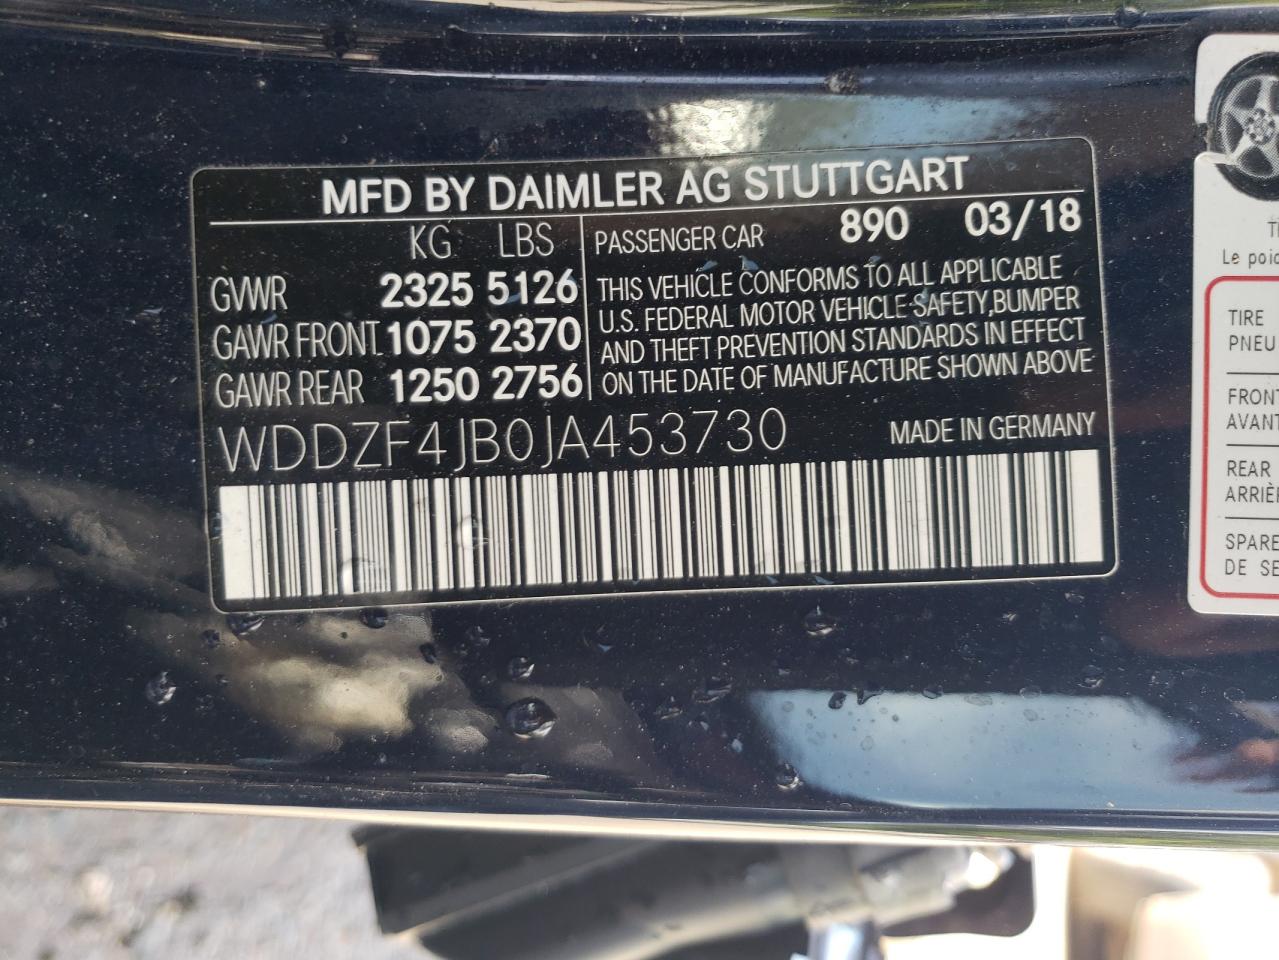 MFD BY DAIMLER AG STUTTGART
KG LBS
GVWR 2325 5126
GAWR FRONT 1075 2370
GAWR REAR 1250 2756
PASSENGER CAR 890 03/18
THIS VEHICLE CONFORMS TO ALL APPLICABLE
U.S. FEDERAL MOTOR VEHICLE SAFETY, BUMPER
AND THEFT PREVENTION STANDARDS IN EFFECT
ON THE DATE OF MANUFACTURE SHOWN ABOVE
WDDZF4JB0JA453730 MADE IN GERMANY
Le poid
TIRE
PNEU
FRONT
AVANT
REAR
ARRIÈR
SPARE
DE SE